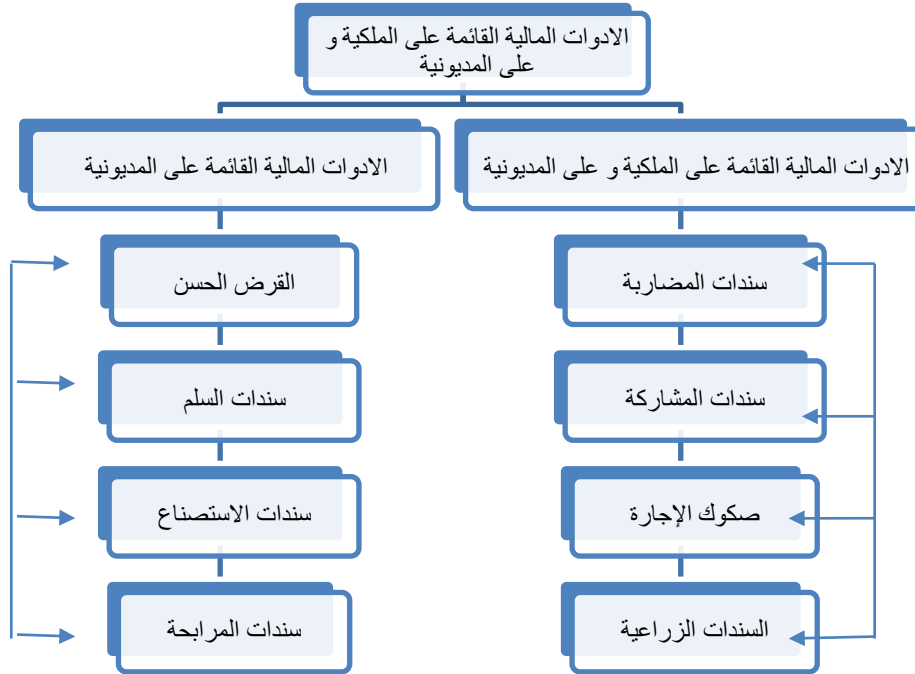 الادوات المالية القائمة على الملكية و
على المديونية
الادوات المالية القائمة على الملكية و على المديونية
الادوات المالية القائمة على المديونية
سندات المضاربة
القرض الحسن
سندات المشاركة
سندات السلم
صكوك الإجارة
سندات الاستصناع
السندات الزراعية
سندات المرابحة